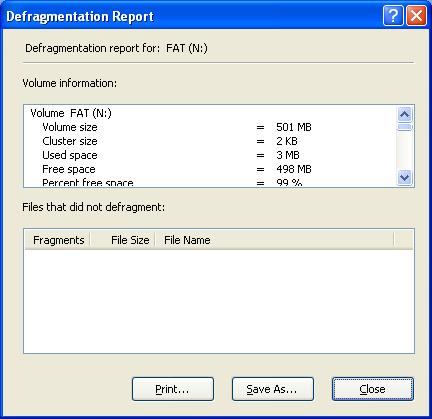 Defragmentation Report
Defragmentation report for: FAT (N:)
Volume information:
Volume FAT (N:)
Volume size = 501 MB
Cluster size = 2 KB
Used space = 3 MB
Free space = 498 MB
Percent free space = 99 %
Files that did not defragment:
Fragments File Size File Name
Print... Save As... Close